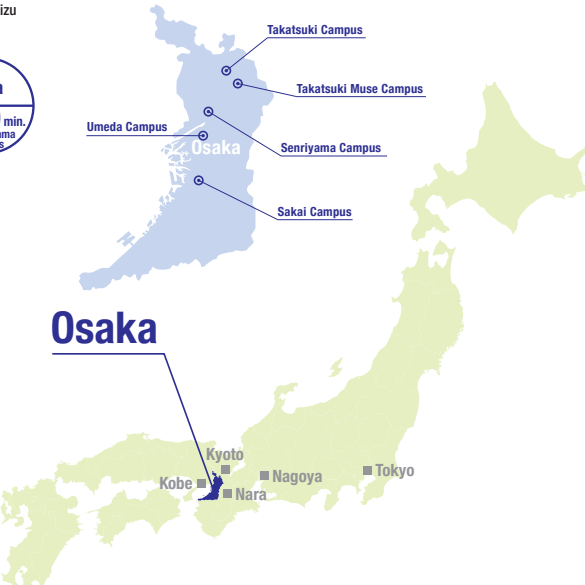 izu
min.
Takatsuki Campus
Takatsuki Muse Campus
Umeda Campus
Osaka
Senriyama Campus
Sakai Campus
Osaka
Kyoto
Kobe
Nara
Nagoya
Tokyo